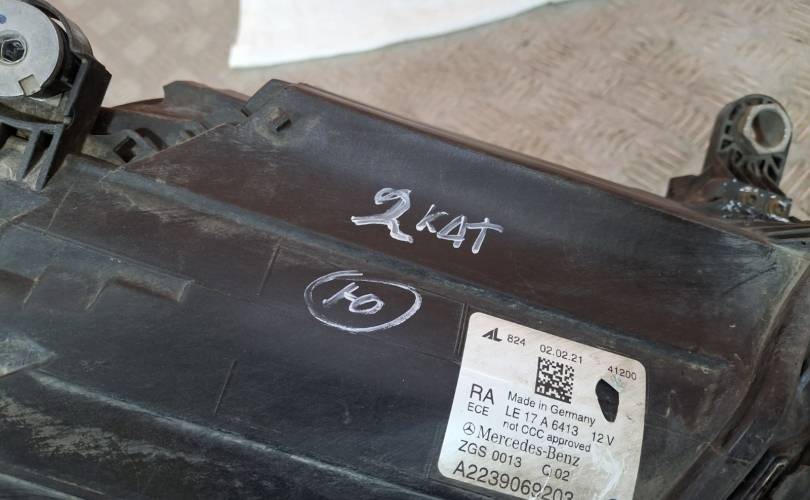 2 КАТ
Ю
AL 824 02.02.21 41200
RA Made in Germany
ECE LE 17 A 6413 12 V
not CCC approved
Mercedes-Benz
ZGS 0013 Q 02
A2239069203